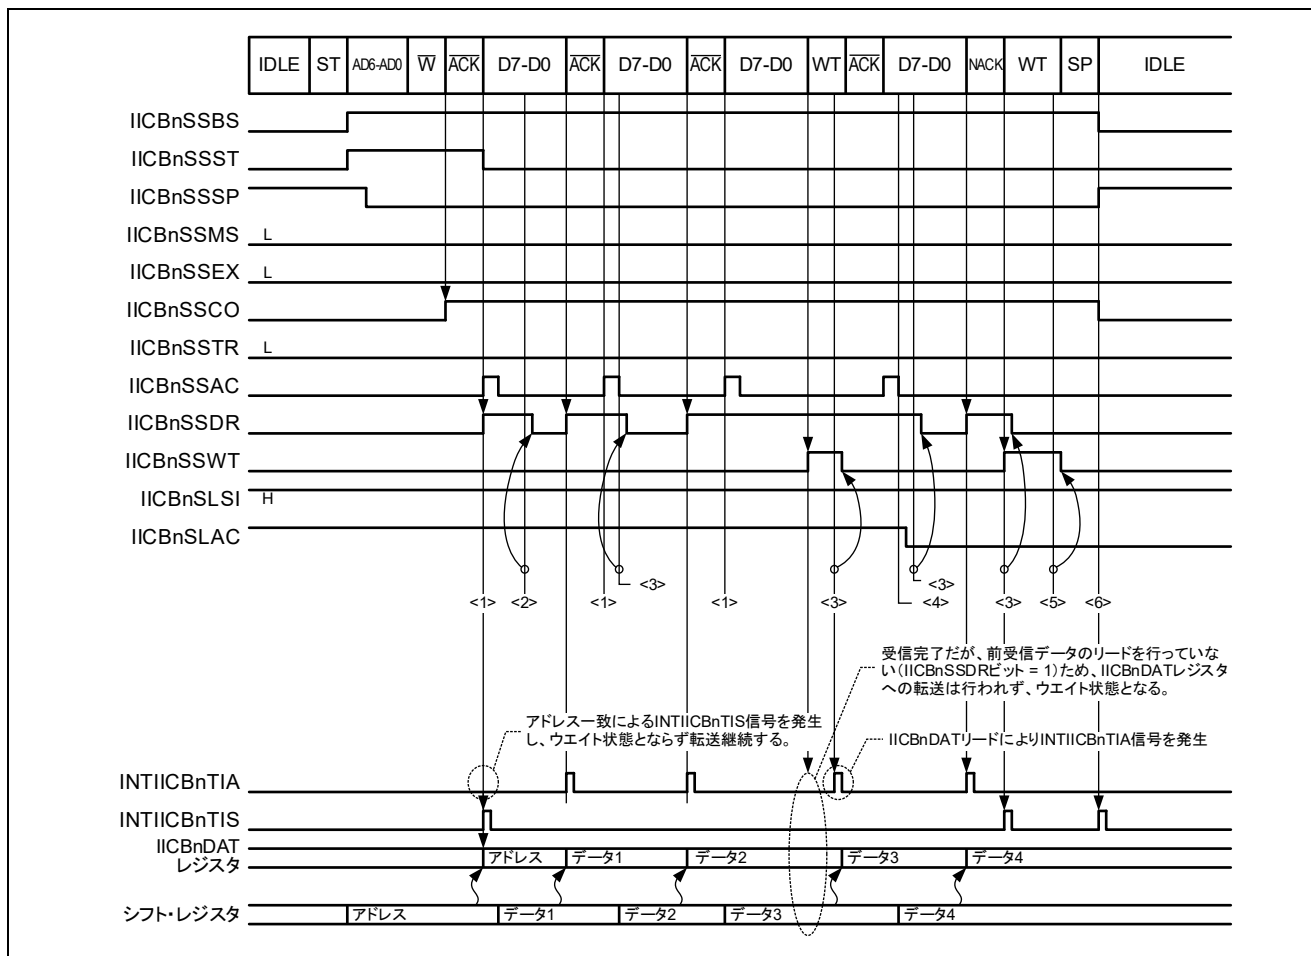 IDLE ST AD6-AD0 W ACK D7-D0 ACK D7-D0 ACK D7-D0 WT ACK D7-D0 NACK WT SP IDLE
IICBnSSBS
IICBnSSST
IICBnSSSP
IICBnSSMS L
IICBnSSEX L
IICBnSSCO
IICBnSSTR L
IICBnSSAC
IICBnSSDR
IICBnSSWT
IICBnSLSI H
IICBnSLAC
<3> <3>
<1> <2> <1> <1> <3> <4> <3> <5> <6>
受信完了だが、前受信データのリードを行っていな
い(IICBnSSDRビット = 1)ため、IICBnDATレジスタ
への転送は行われず、ウエイト状態となる。
アドレス一致によるINTIICBnTIS信号を発生
し、ウエイト状態とならず転送継続する。
IICBnDATリードによりINTIICBnTIA信号を発生
INTIICBnTIA
INTIICBnTIS
IICBnDAT
レジスタ アドレス データ1 データ2 データ3 データ4
シフト・レジスタ アドレス データ1 データ2 データ3 データ4